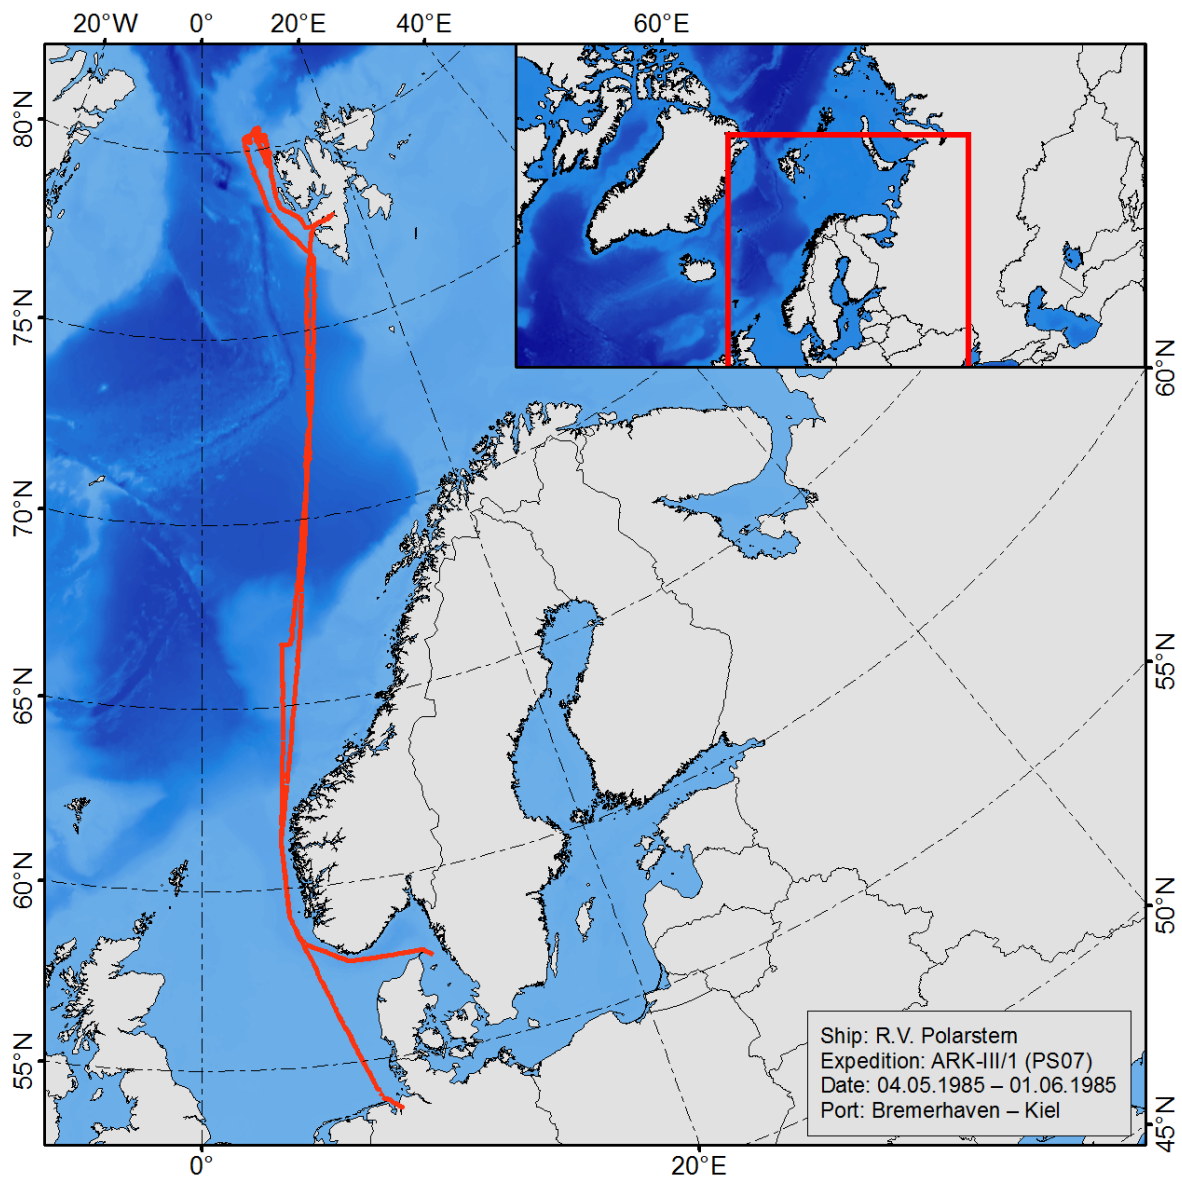 20°W 0° 20°E 40°E 60°E
80°N
75°N
70°N
65°N
60°N
55°N
60°N
55°N
50°N
45°N
Ship: R.V. Polarstern
Expedition: ARK-III/1 (PS07)
Date: 04.05.1985 – 01.06.1985
Port: Bremerhaven – Kiel
0° 20°E